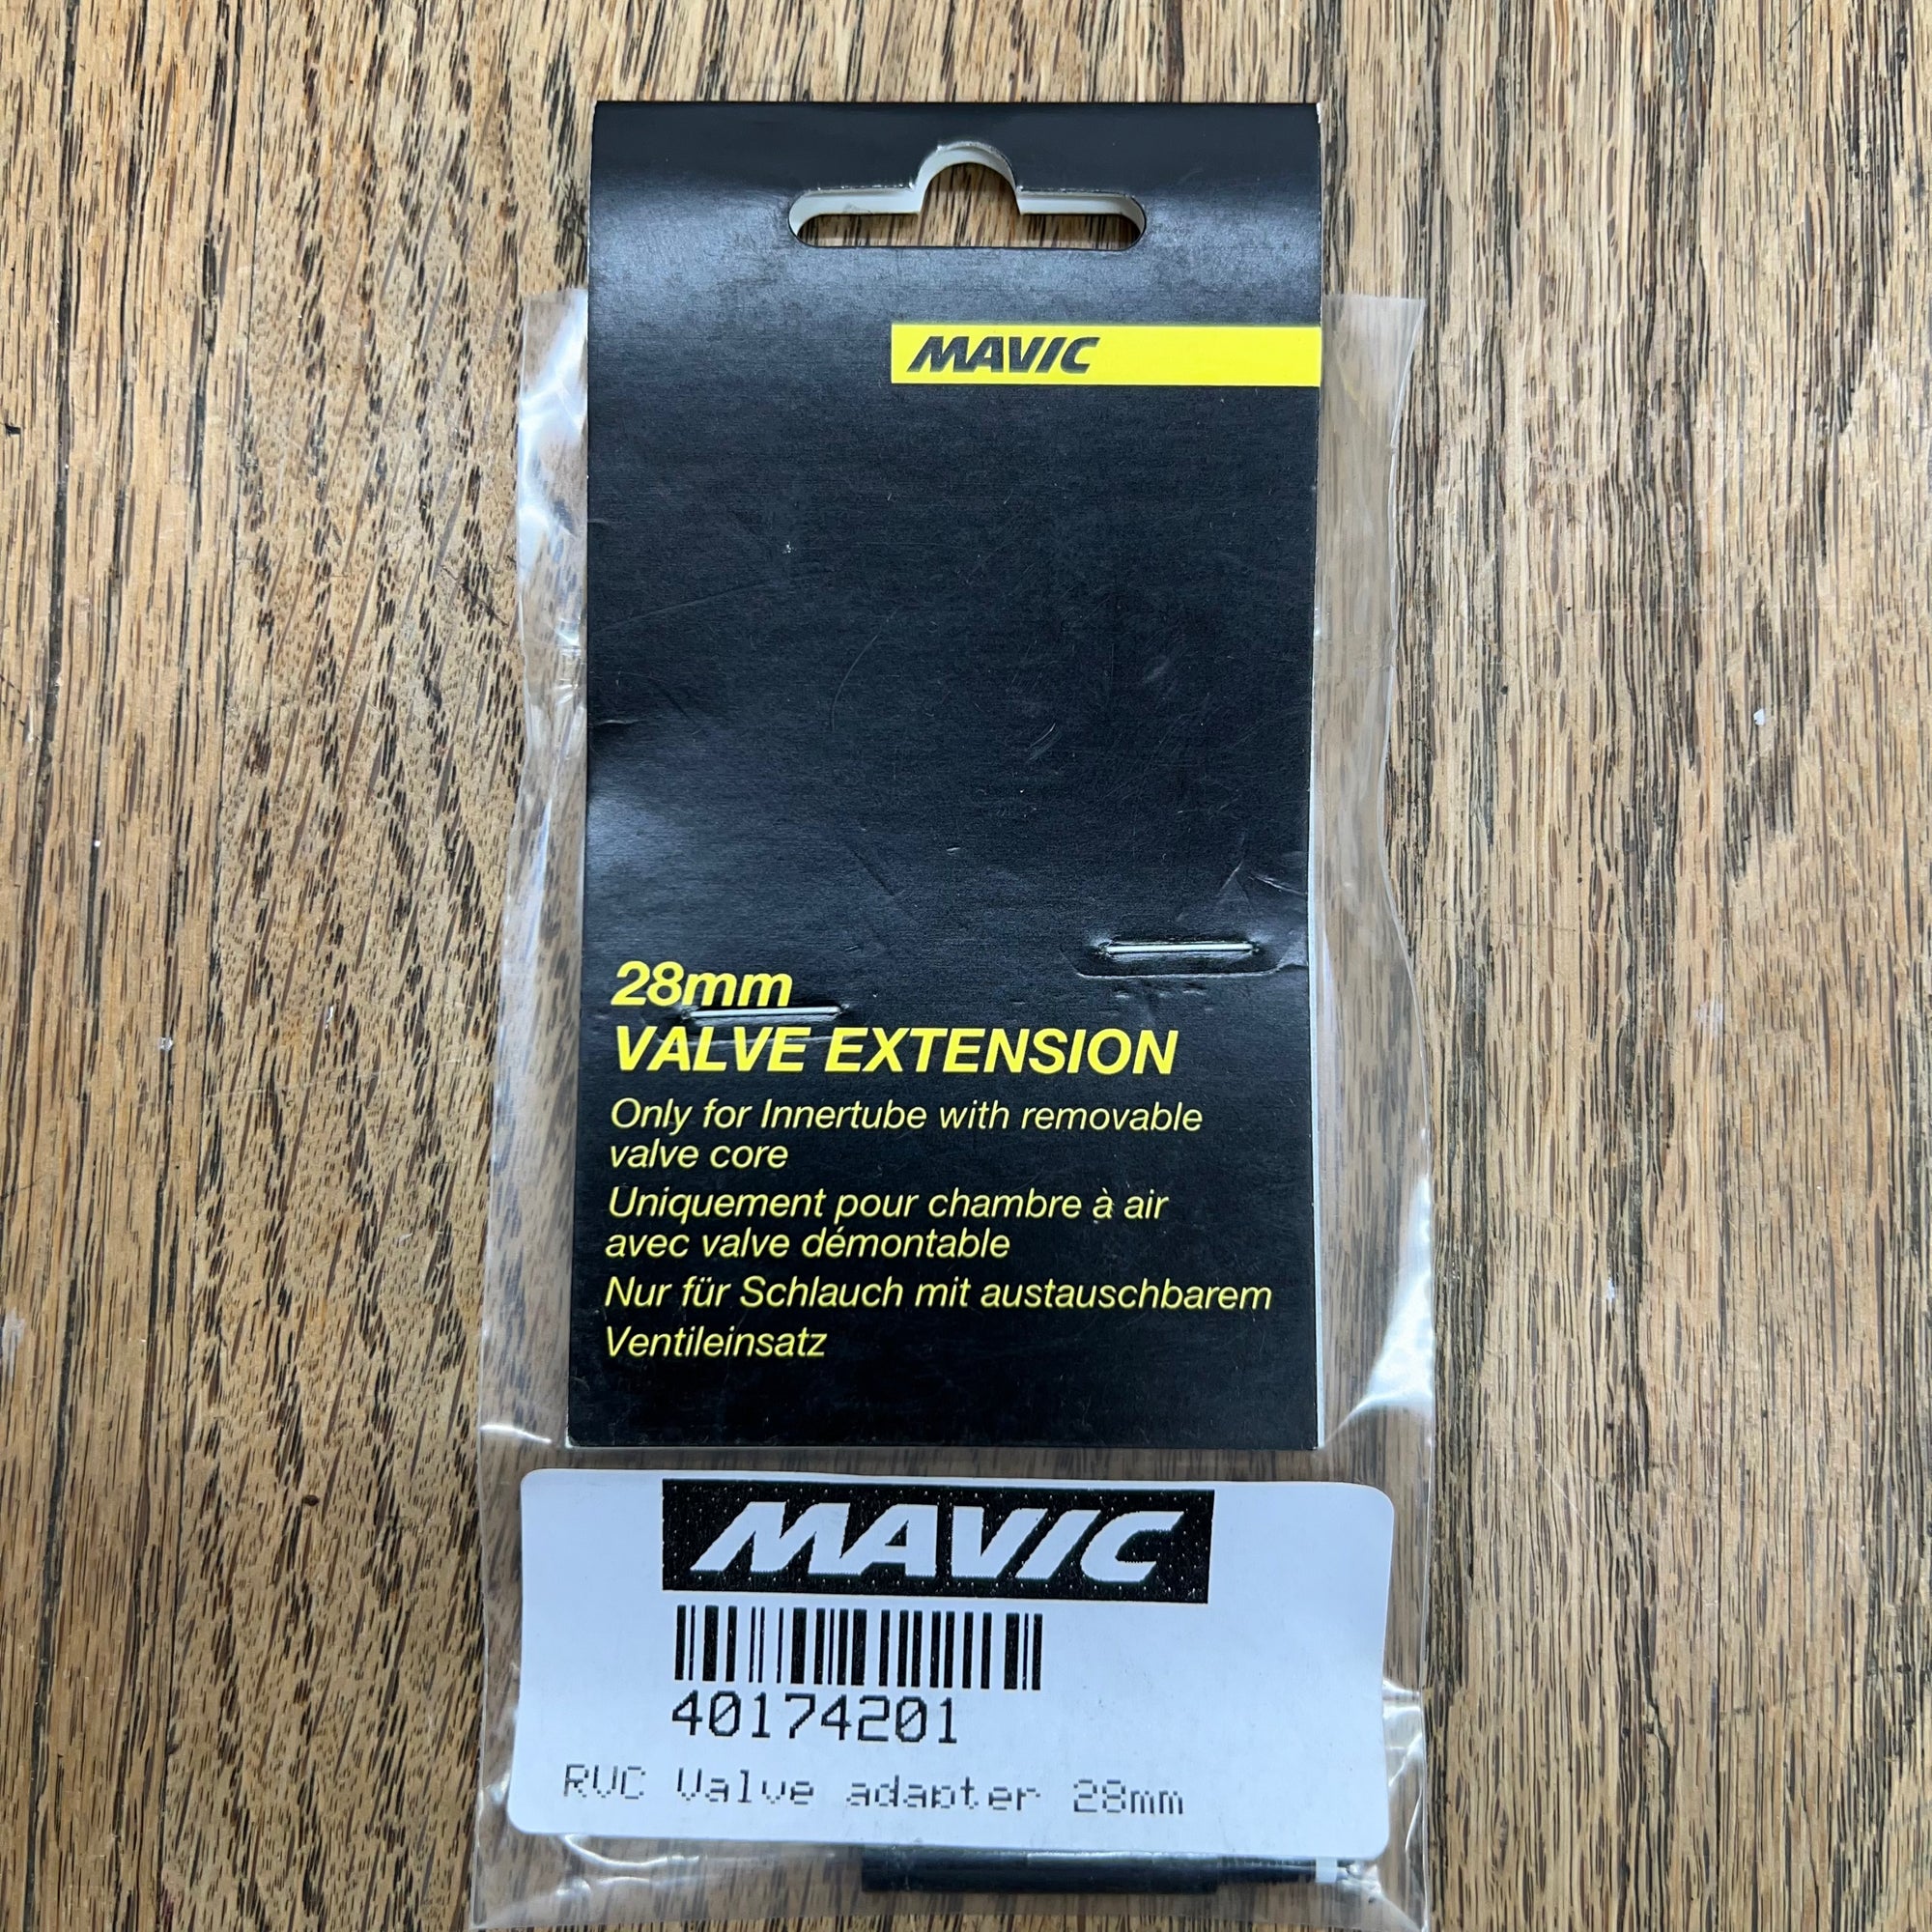 MAVIC
28mm
VALVE EXTENSION
Only for Innertube with removable
valve core
Uniquement pour chambre à air
avec valve démontable
Nur für Schlauch mit austauschbarem
Ventileinsatz
MAVIC
40174201
RVC Valve adapter 28mm